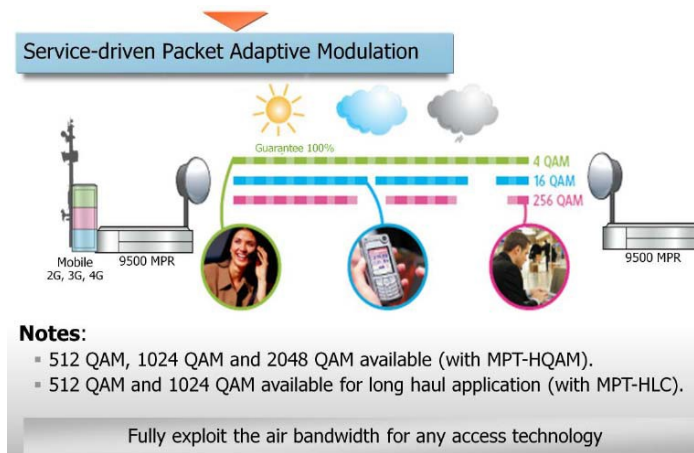 Service-driven Packet Adaptive Modulation
Guarantee 100%
4 QAM
16 QAM
256 QAM
Mobile
2G, 3G, 4G
9500 MPR
9500 MPR
Notes:
▪ 512 QAM, 1024 QAM and 2048 QAM available (with MPT-HQAM).
▪ 512 QAM and 1024 QAM available for long haul application (with MPT-HLC).
Fully exploit the air bandwidth for any access technology